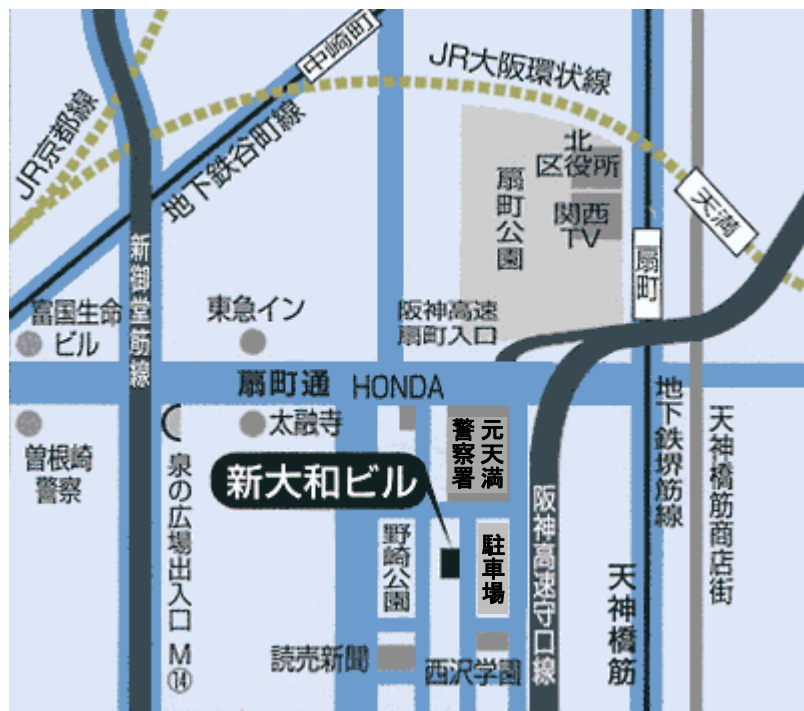 中崎町
JR大阪環状線
JR京都線
地下鉄谷町線
北
区役所
扇町公園
関西
TV
天満
扇町
新御堂筋線
富国生命
ビル
東急イン
阪神高速
扇町入口
扇町通
HONDA
太融寺
元天満
警察署
曽根崎
警察
新大和ビル
泉の広場出入口 M⑭
野崎公園
駐車場
阪神高速守口線
地下鉄堺筋線
天神橋筋商店街
天神橋筋
読売新聞
西沢学園